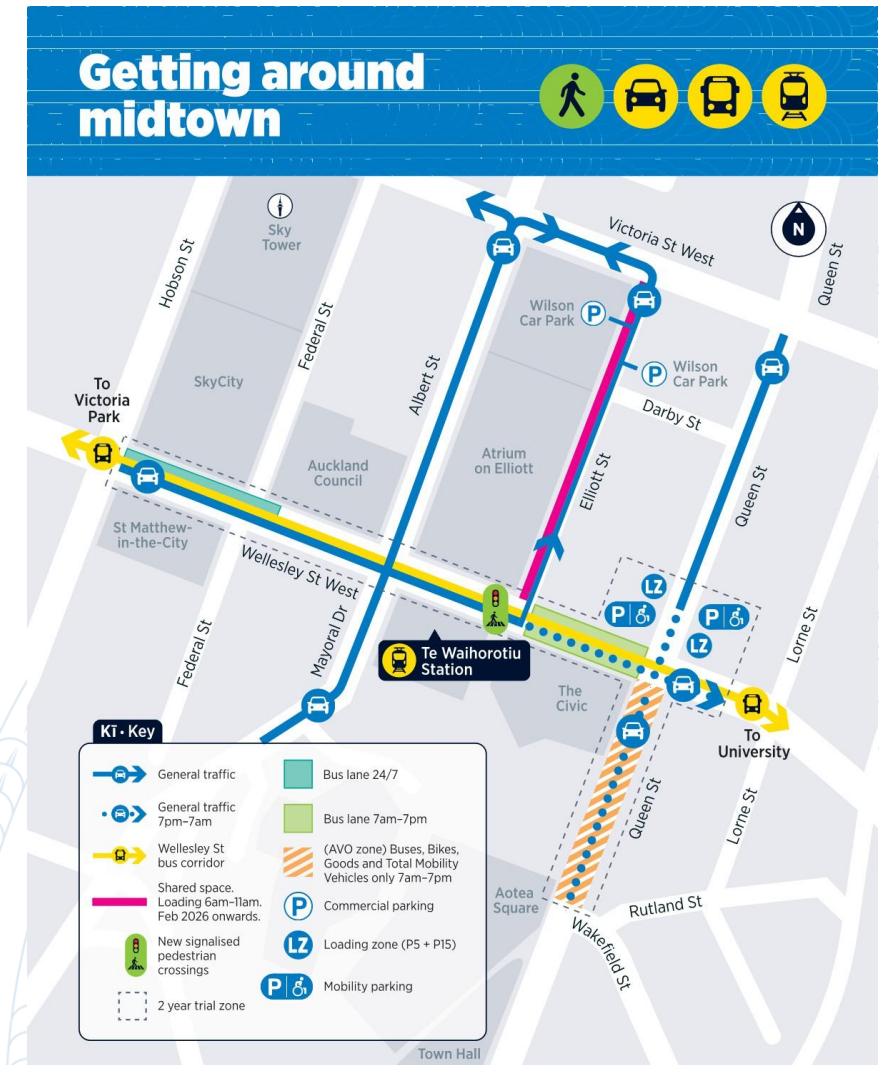 Getting around
midtown
N
Victoria St West
Queen St
Sky
Tower
Hobson St
Federal St
Albert St
Wilson
Car Park
P
P
Wilson
Car Park
Darby St
SkyCity
To
Victoria
Park
Auckland
Council
Atrium
on Elliott
Elliott St
Queen St
St Matthew-
in-the-City
Wellesley St West
Federal St
Mayoral Dr
LZ
P
P
LZ
Lorne St
Te Waihorotiu
Station
The
Civic
To
University
Queen St
Lorne St
Aotea
Square
Rutland St
Wakefield St
Town Hall
Kī • Key
General traffic
General traffic
7pm–7am
Wellesley St
bus corridor
Shared space.
Loading 6am–11am.
Feb 2026 onwards.
New signalised
pedestrian
crossings
2 year trial zone
Bus lane 24/7
Bus lane 7am–7pm
(AVO zone) Buses, Bikes,
Goods and Total Mobility
Vehicles only 7am–7pm
P
Commercial parking
LZ
Loading zone (P5 + P15)
P
Mobility parking